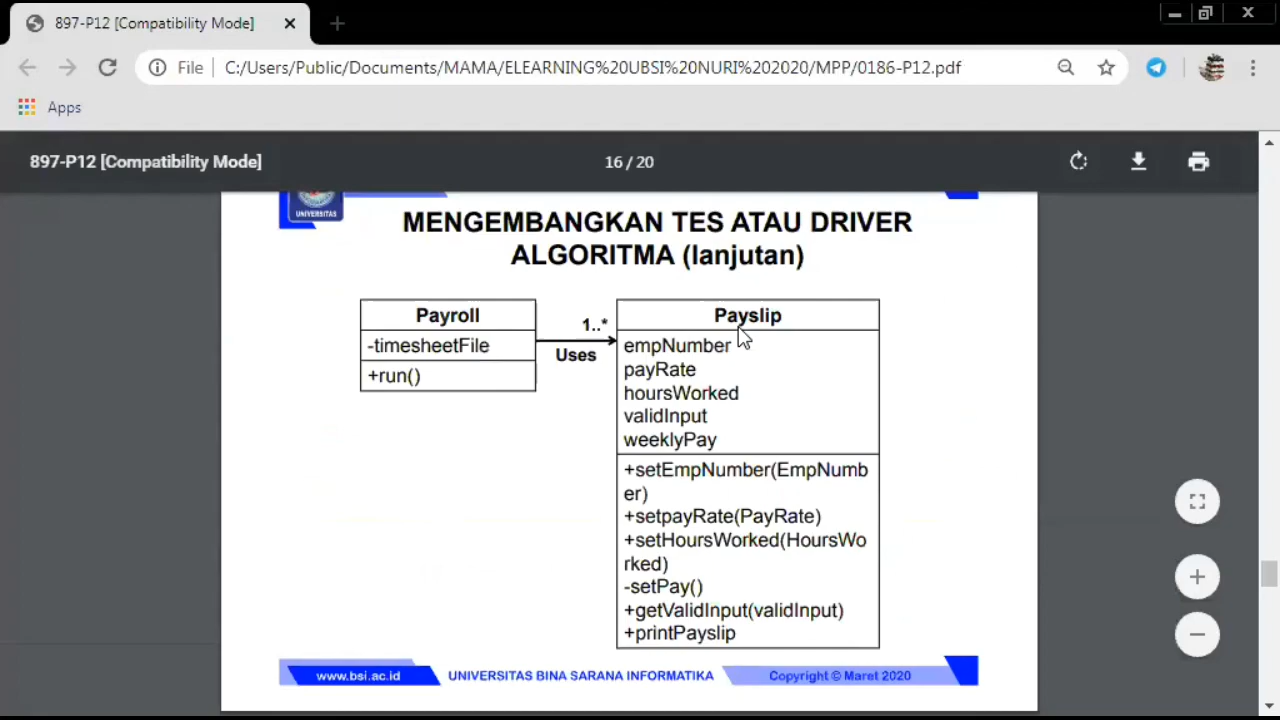 897-P12 [Compatibility Mode]
File
C:/Users/Public/Documents/MAMA/ELEARNING%20UBSI%20NURI%202020/MPP/0186-P12.pdf
Apps
897-P12 [Compatibility Mode]
16 / 20
UNIVERSITAS
MENGEMBANGKAN TES ATAU DRIVER
ALGORITMA (lanjutan)
Payroll
-timesheetFile
+run()
1..*
Uses
Payslip
empNumber
payRate
hoursWorked
validInput
weeklyPay
+setEmpNumber(EmpNumb
er)
+setpayRate(PayRate)
+setHoursWorked(HoursWo
rked)
-setPay()
+getValidInput(validInput)
+printPayslip
www.bsi.ac.id
UNIVERSITAS BINA SARANA INFORMATIKA
Copyright © Maret 2020